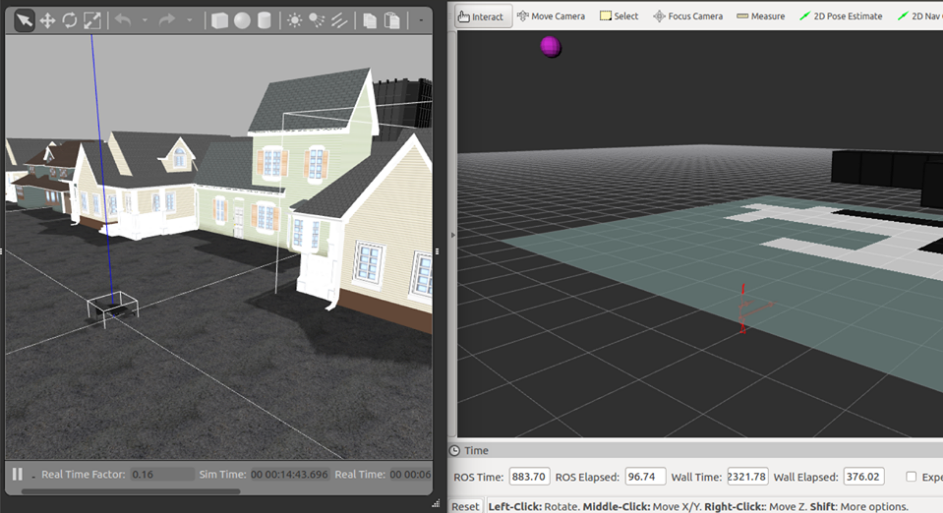 Interact Move Camera Select Focus Camera Measure 2D Pose Estimate 2D Nav
Real Time Factor: 0.16 Sim Time: 00 00:14:43.696 Real Time: 00 00:06
Time
ROS Time: 883.70 ROS Elapsed: 96.74 Wall Time: 2321.78 Wall Elapsed: 376.02
Reset Left-Click: Rotate. Middle-Click: Move X/Y. Right-Click:: Move Z. Shift: More options.